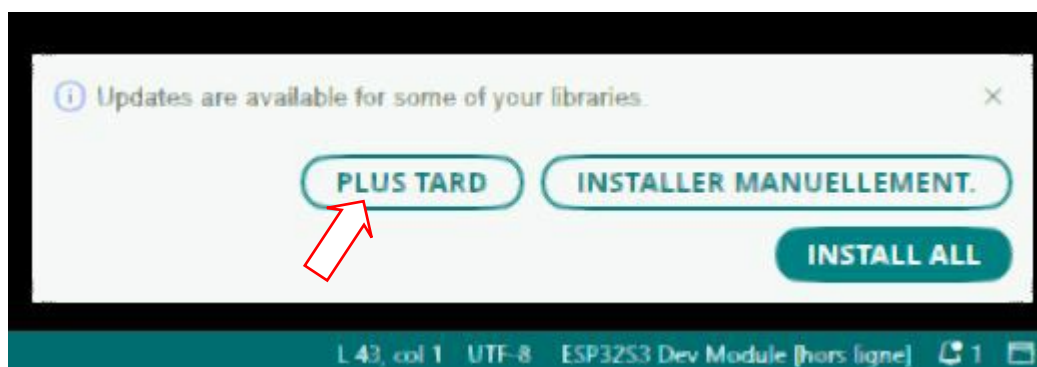 Updates are available for some of your libraries.
PLUS TARD
INSTALLER MANUELLEMENT.
INSTALL ALL
L 43, col 1 UTF-8 ESP32S3 Dev Module [hors ligne] 1